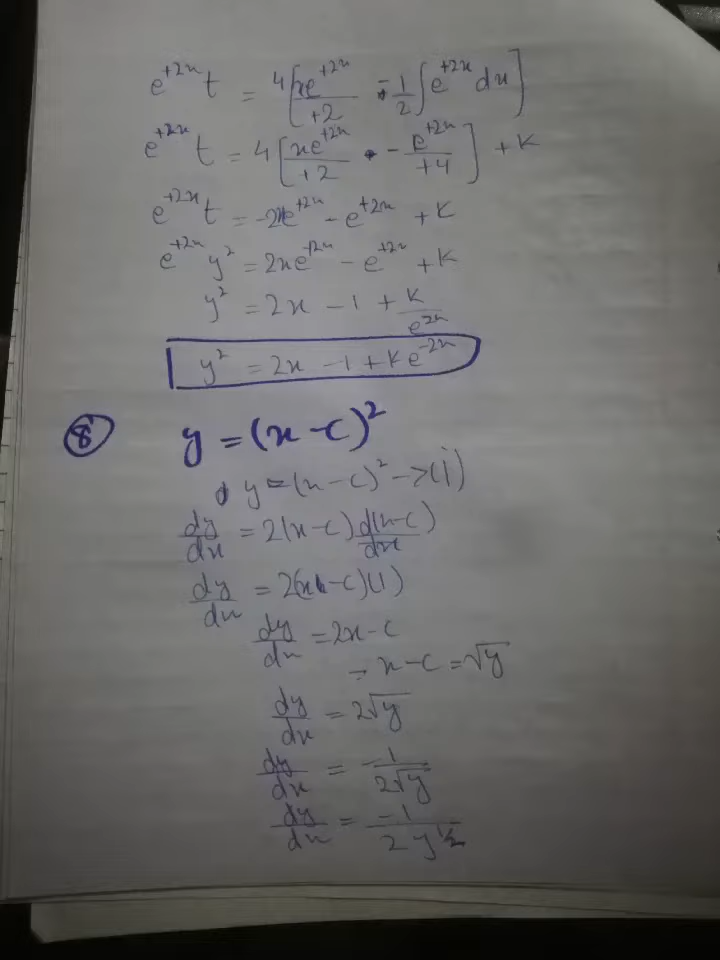 e^{+2x} t = 4[xe^{+2x}/+2 - 1/2 ∫e^{+2x} dx]
e^{+2x} t = 4[xe^{+2x}/+2 - e^{+2x}/+4] + K
e^{+2x} t = -2xe^{+2x} - e^{+2x} + K
e^{+2x} y² = 2xe^{+2x} - e^{+2x} + K
y² = 2x - 1 + K/e^{2x}
y² = 2x - 1 + Ke^{-2x}
⑧ y = (x - c)²
y = (x - c)² -> (i)
dy/dx = 2(x - c) d(x-c)/dx
dy/dx = 2(x - c)(1)
dy/dx = 2x - c
= x - c = √y
dy/dx = 2√y
dy/dx = -1/2√y
dy/dx = -1/2y^{1/2}